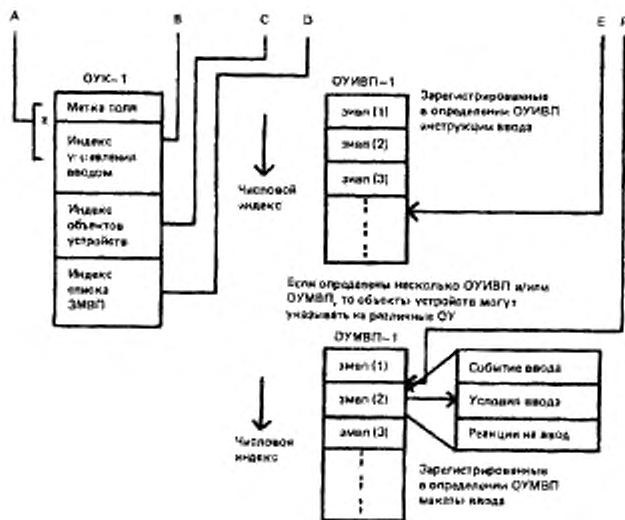 A
B
C
D
E
F
ОУК-1
Метка поля
Индекс
управления
вводом
Индекс
объектов
устройств
Индекс
списка
ЗМВП
Числовой
индекс
ОУИВП-1
эивп (1)
эивп (2)
эивп (3)
Зарегистрированные
в определении ОУИВП
инструкции ввода
Если определены несколько ОУИВП и/или
ОУМВП, то объекты устройств могут
указывать на различные ОУ
ОУМВП-1
эмвп (1)
эмвп (2)
эмвп (3)
Числовой
индекс
Событие ввода
Условия ввода
Реакции на ввод
Зарегистрированные
в определении ОУМВП
макеты ввода